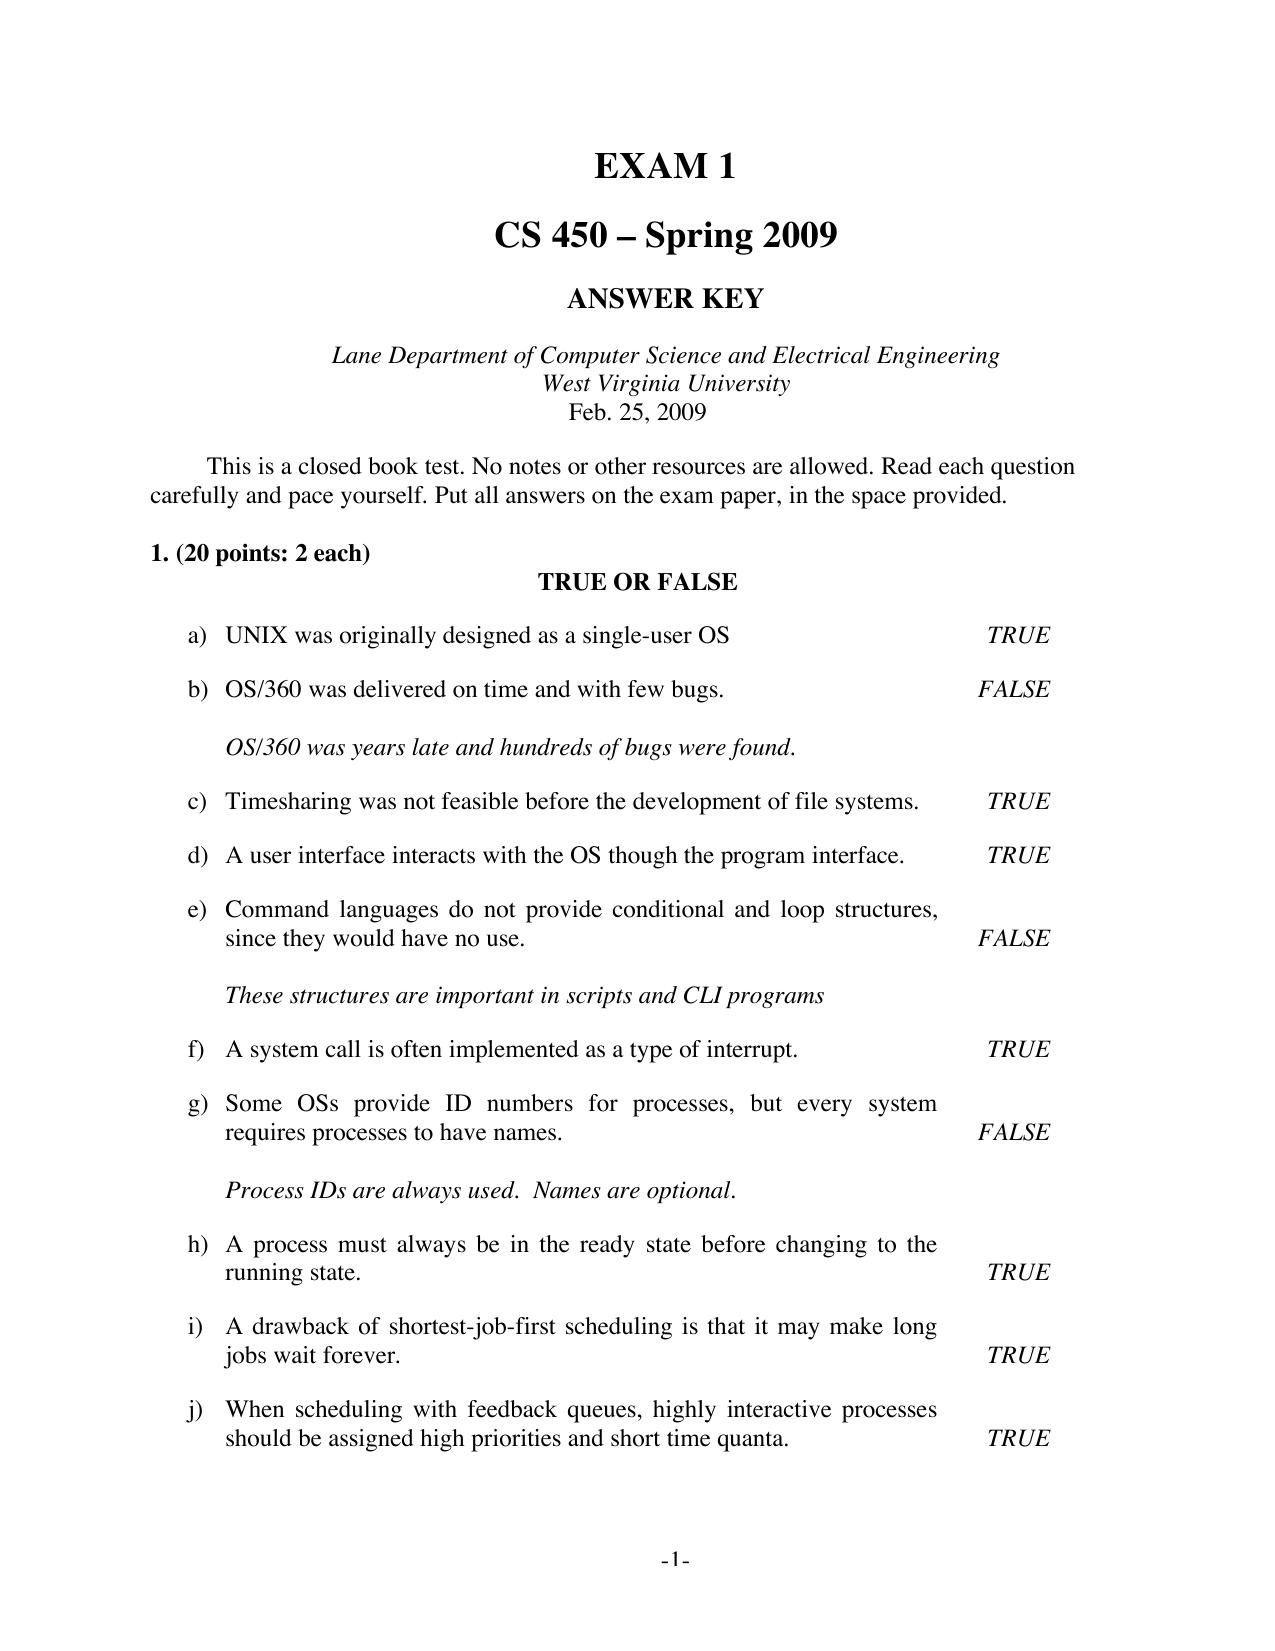 EXAM 1
CS 450 – Spring 2009
ANSWER KEY
Lane Department of Computer Science and Electrical Engineering
West Virginia University
Feb. 25, 2009
This is a closed book test. No notes or other resources are allowed. Read each question
carefully and pace yourself. Put all answers on the exam paper, in the space provided.
1. (20 points: 2 each)
TRUE OR FALSE
a) UNIX was originally designed as a single-user OS TRUE
b) OS/360 was delivered on time and with few bugs. FALSE
OS/360 was years late and hundreds of bugs were found.
c) Timesharing was not feasible before the development of file systems. TRUE
d) A user interface interacts with the OS though the program interface. TRUE
e) Command languages do not provide conditional and loop structures,
since they would have no use. FALSE
These structures are important in scripts and CLI programs
f) A system call is often implemented as a type of interrupt. TRUE
g) Some OSs provide ID numbers for processes, but every system
requires processes to have names. FALSE
Process IDs are always used. Names are optional.
h) A process must always be in the ready state before changing to the
running state. TRUE
i) A drawback of shortest-job-first scheduling is that it may make long
jobs wait forever. TRUE
j) When scheduling with feedback queues, highly interactive processes
should be assigned high priorities and short time quanta. TRUE
-1-